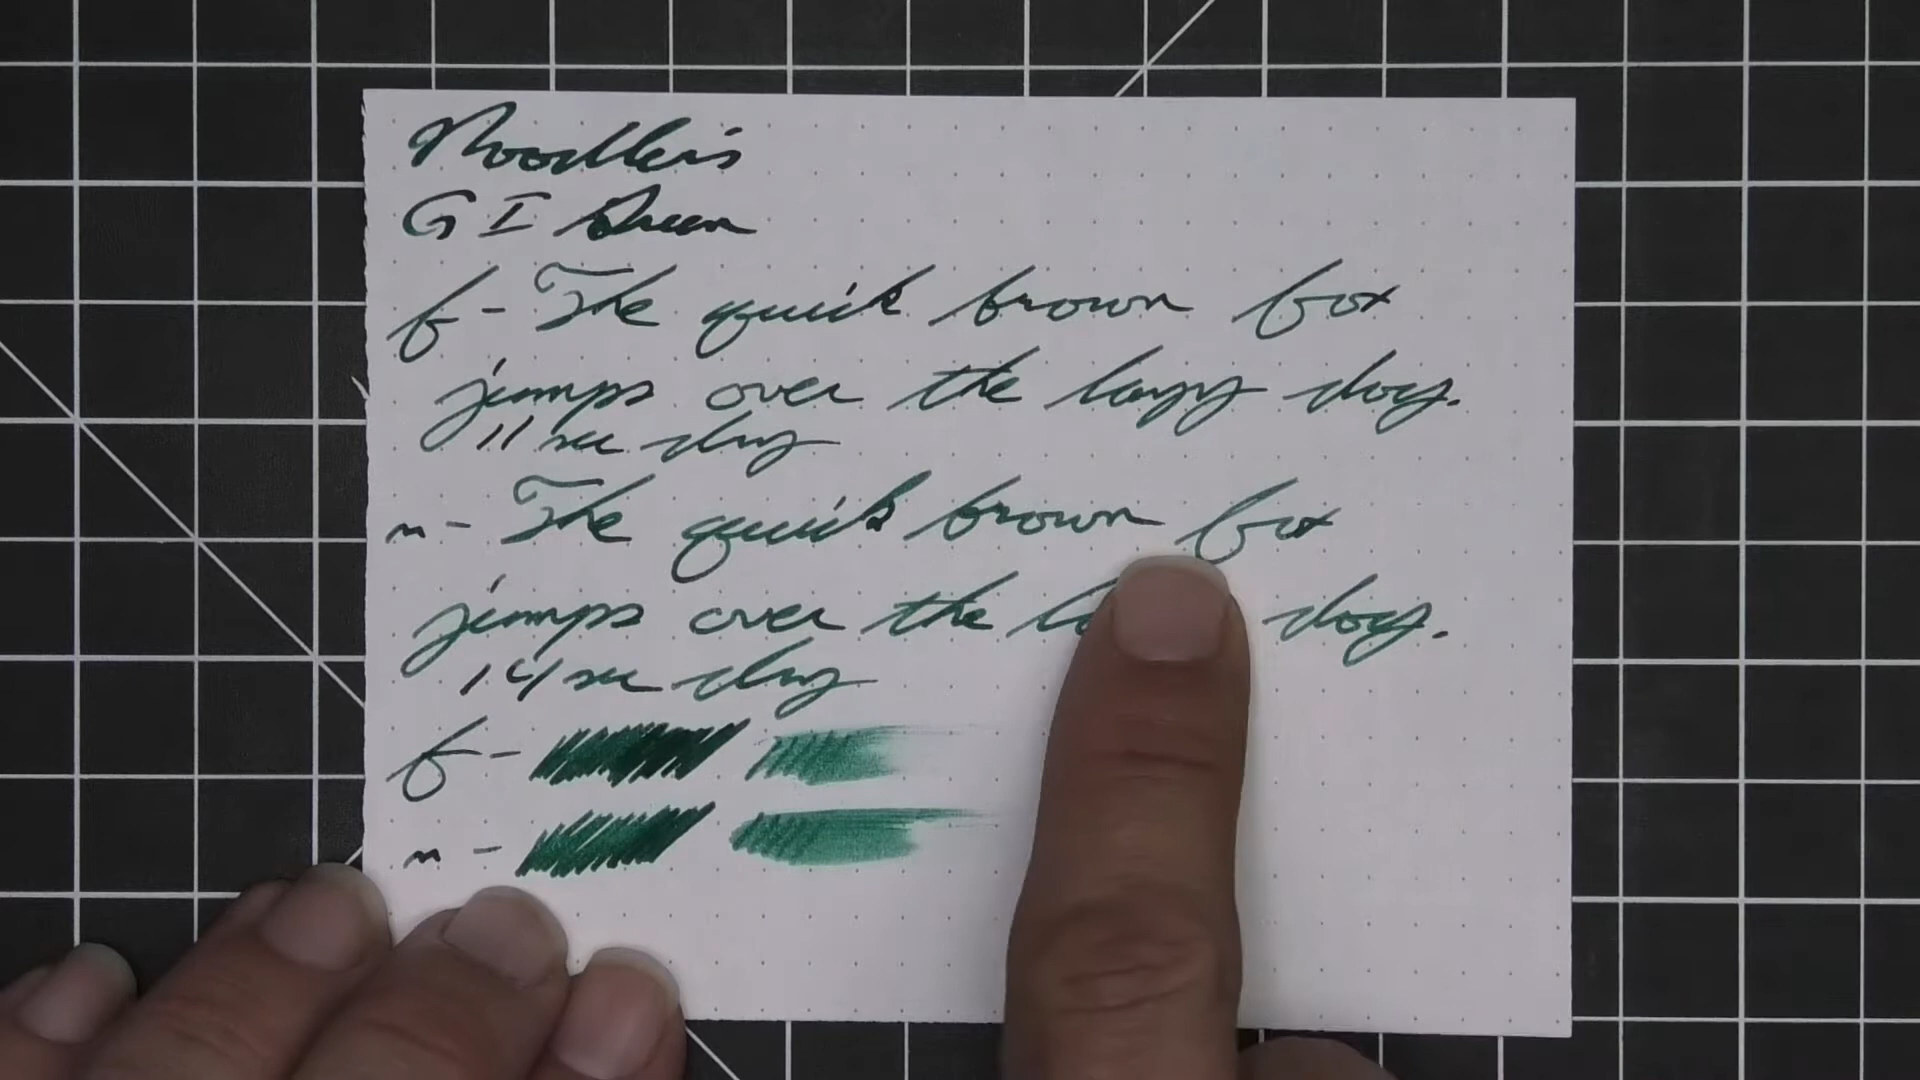 Noodler's
GI Green
f - The quick brown fox
jumps over the lazy dog.
11 sec dry
m - The quick brown fox
jumps over the dog.
14 sec dry
f -
m -